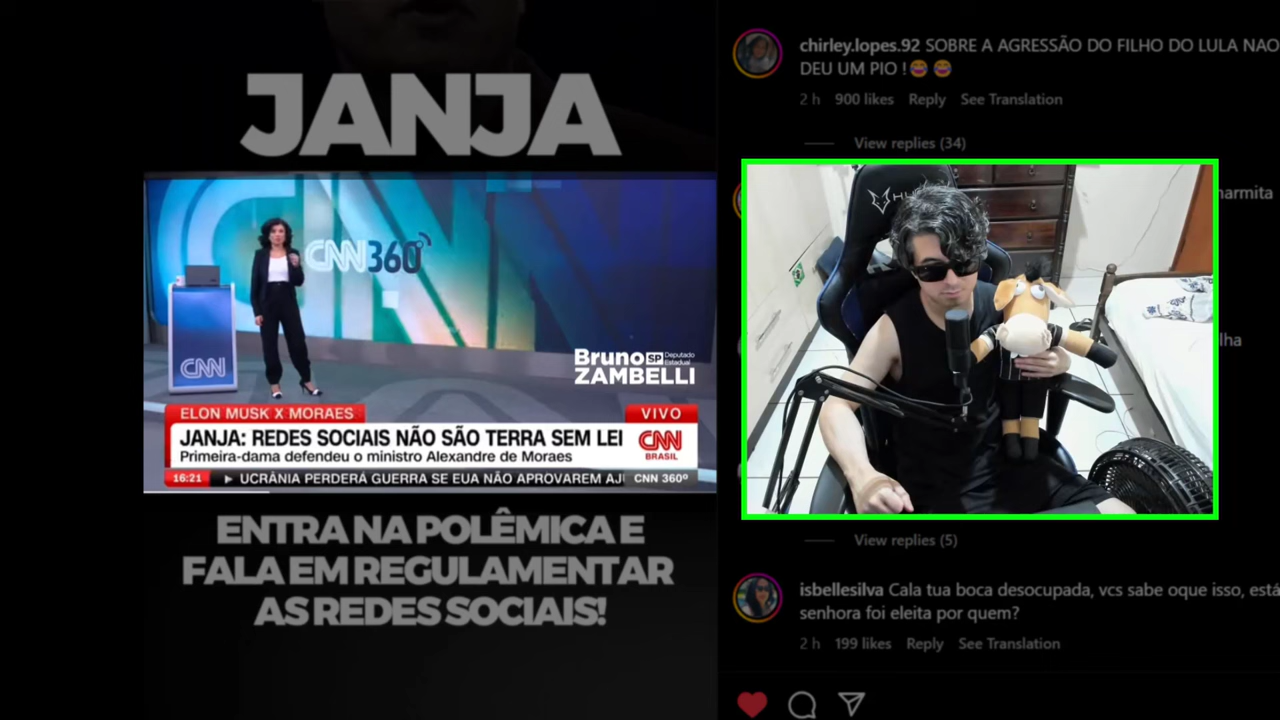 JANJA
CNN360°
CNN
Bruno SP Deputado Estadual
ZAMBELLI
ELON MUSK X MORAES
VIVO
JANJA: REDES SOCIAIS NÃO SÃO TERRA SEM LEI
Primeira-dama defendeu o ministro Alexandre de Moraes
CNN
BRASIL
16:21
UCRÂNIA PERDERÁ GUERRA SE EUA NÃO APROVAREM AJ
CNN 360º
ENTRA NA POLÊMICA E
FALA EM REGULAMENTAR
AS REDES SOCIAIS!
chirley.lopes.92 SOBRE A AGRESSÃO DO FILHO DO LULA NAO
DEU UM PIO !😂 😂
2 h 900 likes Reply See Translation
View replies (34)
marmita
lha
View replies (5)
isbellesilva Cala tua boca desocupada, vcs sabe oque isso, está
senhora foi eleita por quem?
2 h 199 likes Reply See Translation